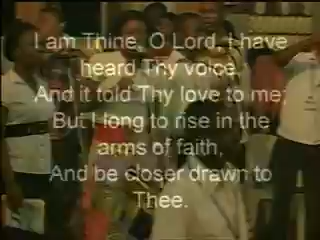 I am Thine, O Lord, I have
heard Thy voice,
And it told Thy love to me;
But I long to rise in the
arms of faith,
And be closer drawn to
Thee.